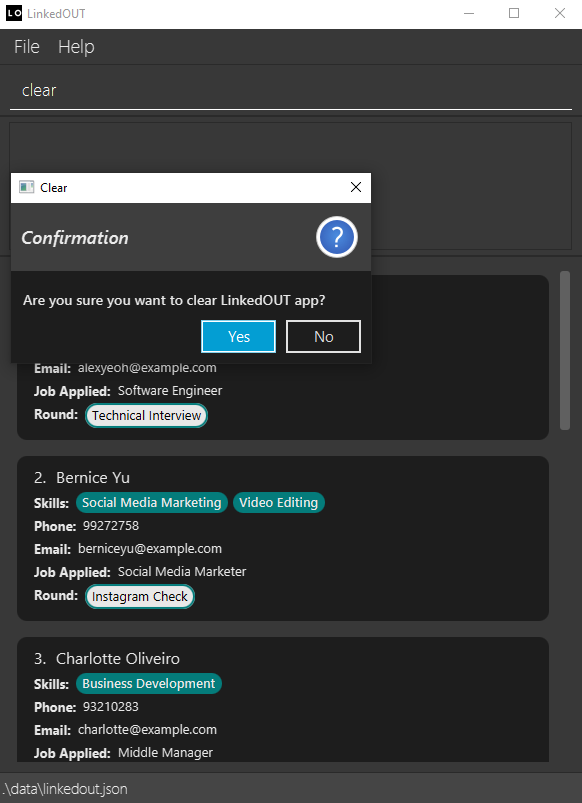 LO LinkedOUT
File Help
clear
Clear
Confirmation
?
Are you sure you want to clear LinkedOUT app?
Yes No
Email: alexyeoh@example.com
Job Applied: Software Engineer
Round: Technical Interview
2. Bernice Yu
Skills: Social Media Marketing Video Editing
Phone: 99272758
Email: berniceyu@example.com
Job Applied: Social Media Marketer
Round: Instagram Check
3. Charlotte Oliveiro
Skills: Business Development
Phone: 93210283
Email: charlotte@example.com
Job Applied: Middle Manager
.\data\linkedout.json